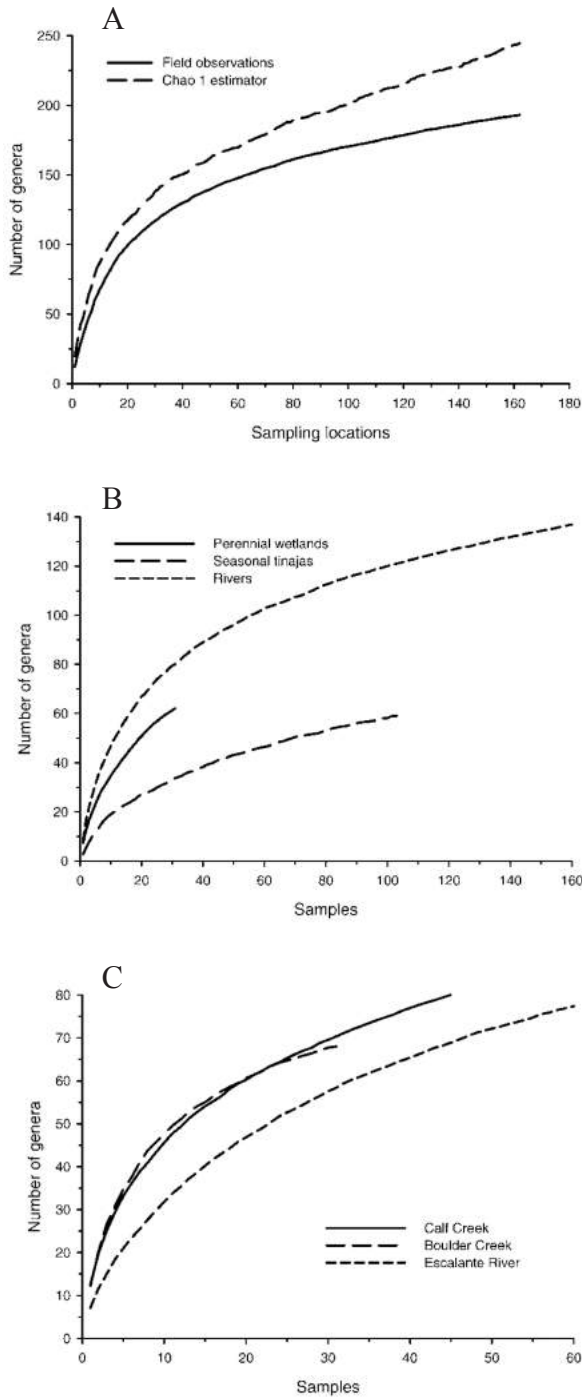 A
250
Field observations
Chao 1 estimator
200
150
Number of genera
100
50
0
0 20 40 60 80 100 120 140 160 180
Sampling locations
B
140
Perennial wetlands
120
Seasonal tinajas
Rivers
100
80
Number of genera
60
40
20
0
0 20 40 60 80 100 120 140 160
Samples
C
80
70
60
50
Number of genera
40
30
Calf Creek
20
Boulder Creek
Escalante River
10
0
0 10 20 30 40 50 60
Samples